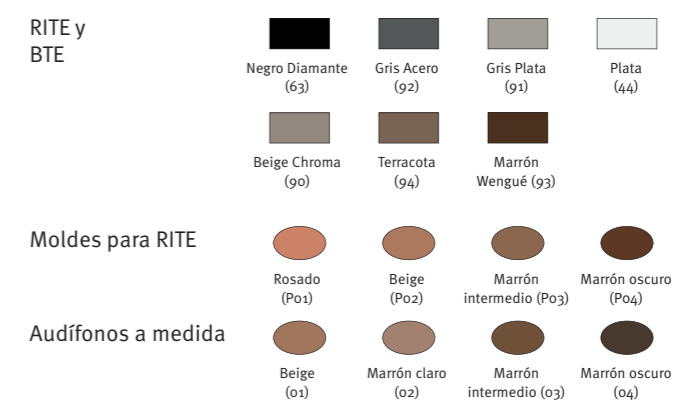 RITE y
BTE
Negro Diamante
(63)
Gris Acero
(92)
Gris Plata
(91)
Plata
(44)
Beige Chroma
(90)
Terracota
(94)
Marrón
Wengué (93)
Moldes para RITE
Rosado
(P01)
Beige
(P02)
Marrón
intermedio (P03)
Marrón oscuro
(P04)
Audífonos a medida
Beige
(01)
Marrón claro
(02)
Marrón
intermedio (03)
Marrón oscuro
(04)